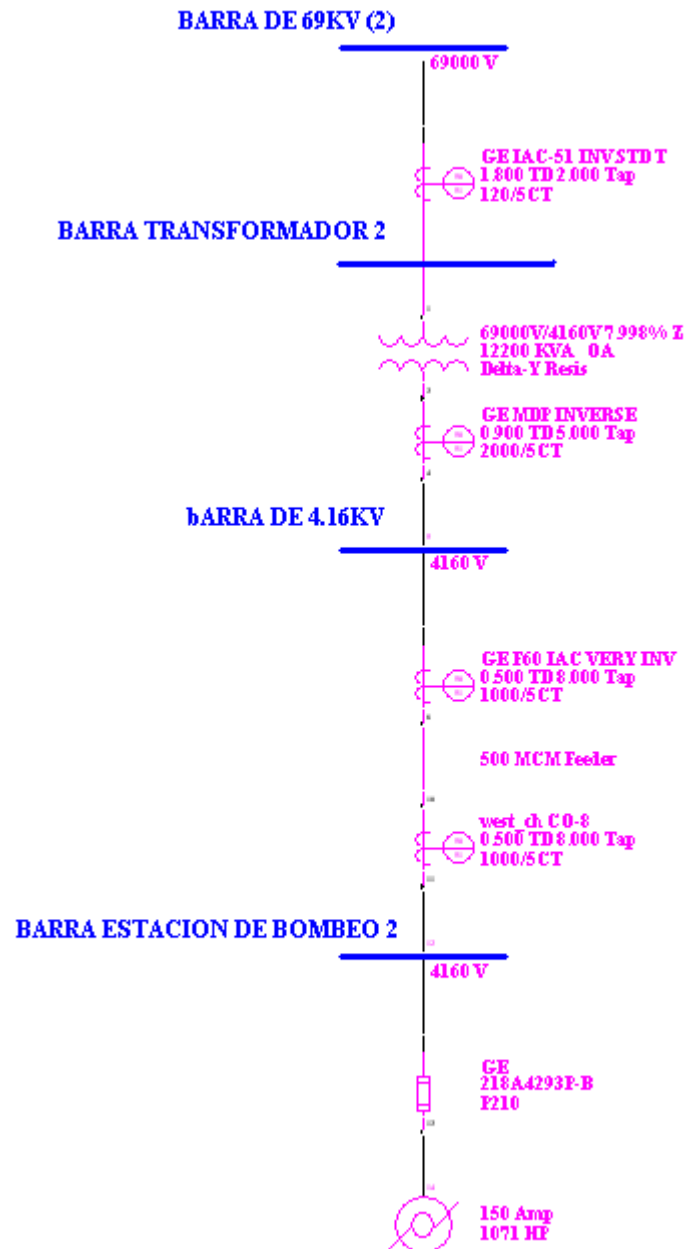 BARRA DE 69KV (2)
69000 V
GE IAC-51 INV.STD T
1.800 TD 2.000 Tap
120/5 CT
BARRA TRANSFORMADOR 2
69000V/4160V 7.998% Z
12200 KVA OA
Delta-Y Resis
GE MDP INVERSE
0.900 TD 5.000 Tap
2000/5 CT
bARRA DE 4.16KV
4160 V
GE F60 IAC VERY INV
0.500 TD 8.000 Tap
1000/5 CT
500 MCM Feeder
west_ch CO-8
0.500 TD 8.000 Tap
1000/5 CT
BARRA ESTACION DE BOMBEO 2
4160 V
GE
218A4293P-B
P210
150 Amp
1071 HP